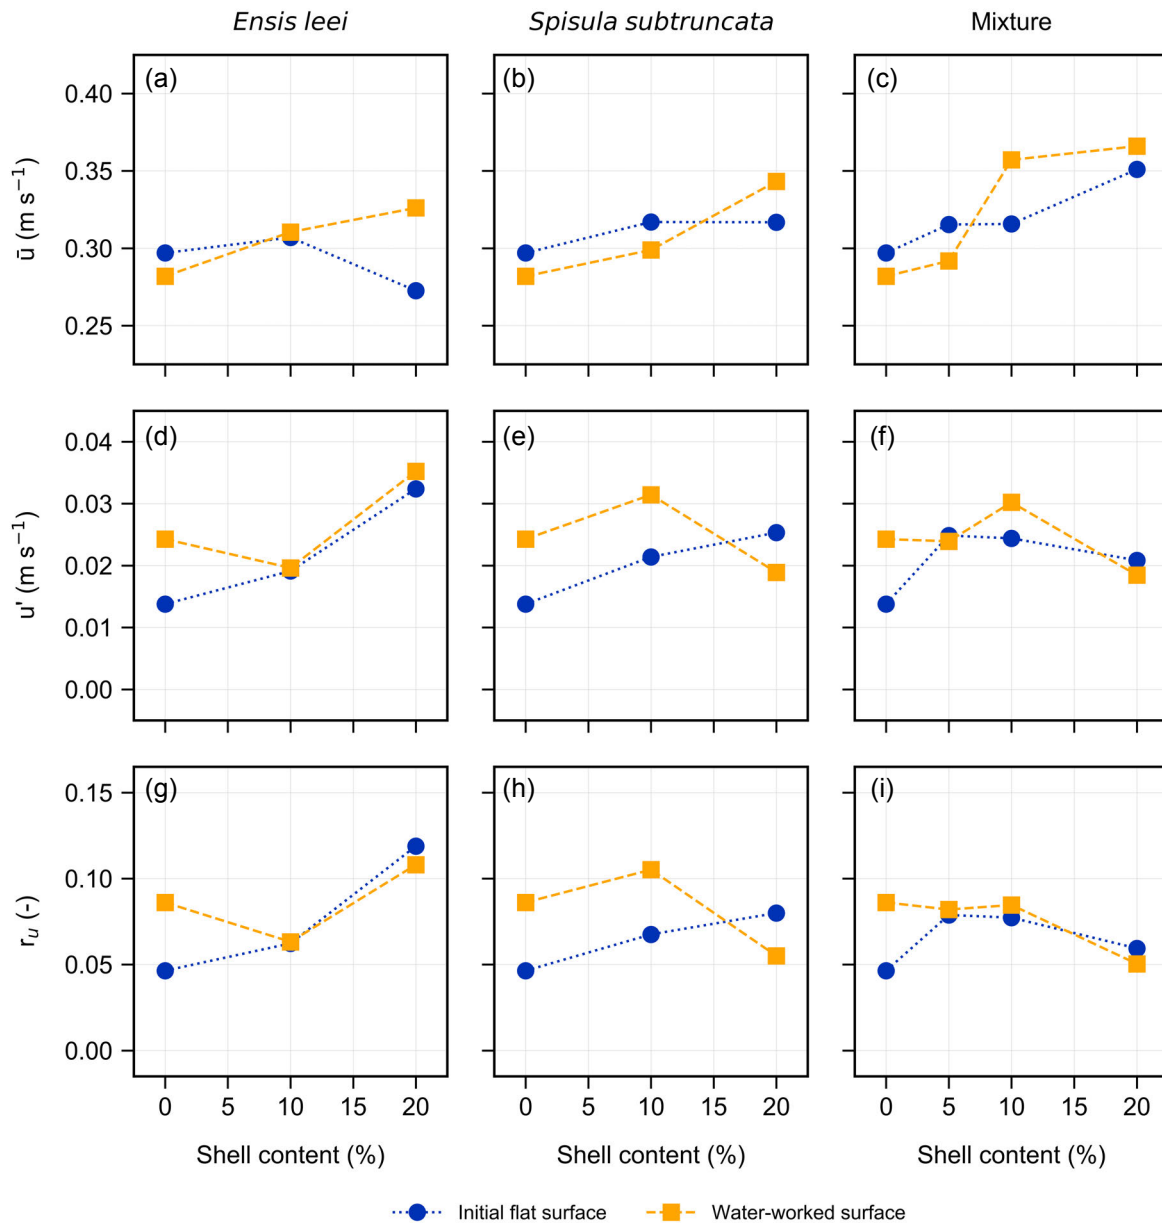 Ensis leei
Spisula subtruncata
Mixture
(a)
(b)
(c)
0.40
0.35
0.30
0.25
ū (m s⁻¹)
(d)
(e)
(f)
0.04
0.03
0.02
0.01
0.00
u' (m s⁻¹)
(g)
(h)
(i)
0.15
0.10
0.05
0.00
rᵤ (-)
0 5 10 15 20
0 5 10 15 20
0 5 10 15 20
Shell content (%)
Shell content (%)
Shell content (%)
Initial flat surface
Water-worked surface